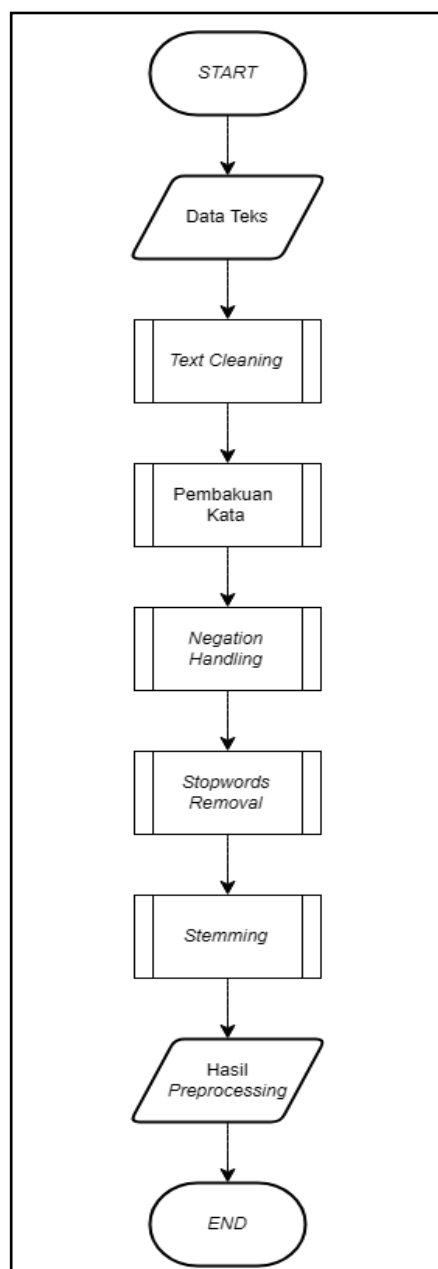 START
Data Teks
Text Cleaning
Pembakuan
Kata
Negation
Handling
Stopwords
Removal
Stemming
Hasil
Preprocessing
END